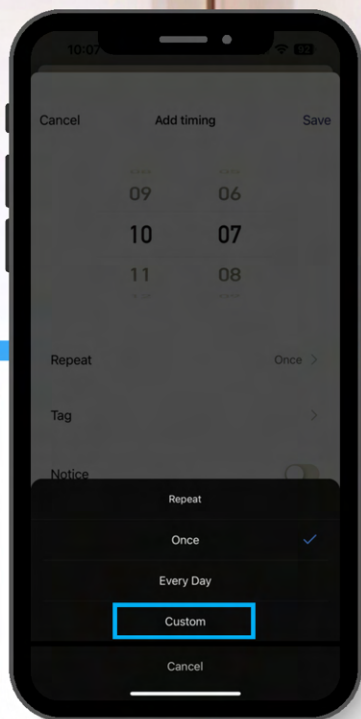 10:07
Cancel Add timing Save
09 06
10 07
11 08
Repeat Once
Tag
Notice
Repeat
Once
Every Day
Custom
Cancel